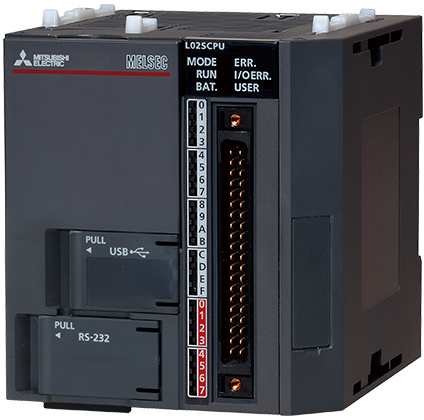 MITSUBISHI
ELECTRIC
MELSEC
L02SCPU
MODE ERR.
RUN I/OERR.
BAT. USER
0
1
2
3
4
5
6
7
8
9
A
B
C
D
E
F
0
1
2
3
4
5
6
7
PULL
USB
PULL
RS-232